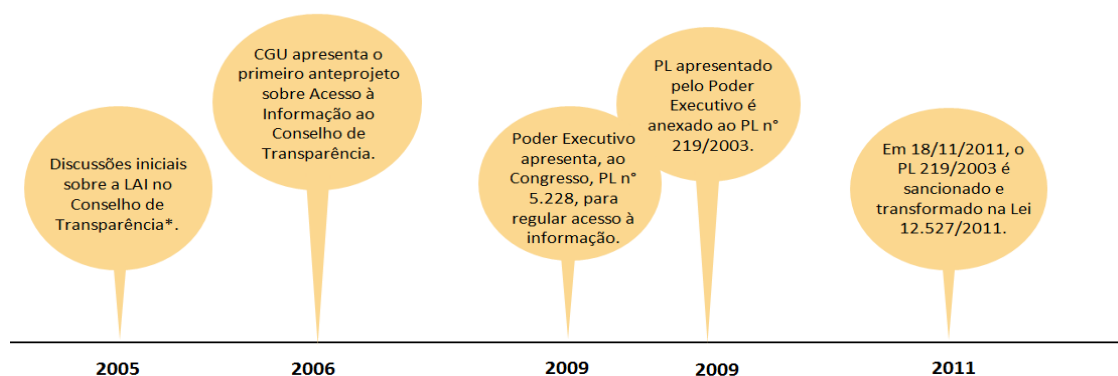 Discussões iniciais
sobre a LAI no
Conselho de
Transparência*.
CGU apresenta o
primeiro anteprojeto
sobre Acesso à
Informação ao
Conselho de
Transparência.
Poder Executivo
apresenta, ao
Congresso, PL n°
5.228, para
regular acesso à
informação.
PL apresentado
pelo Poder
Executivo é
anexado ao PL n°
219/2003.
Em 18/11/2011, o
PL 219/2003 é
sancionado e
transformado na Lei
12.527/2011.
2005
2006
2009
2009
2011